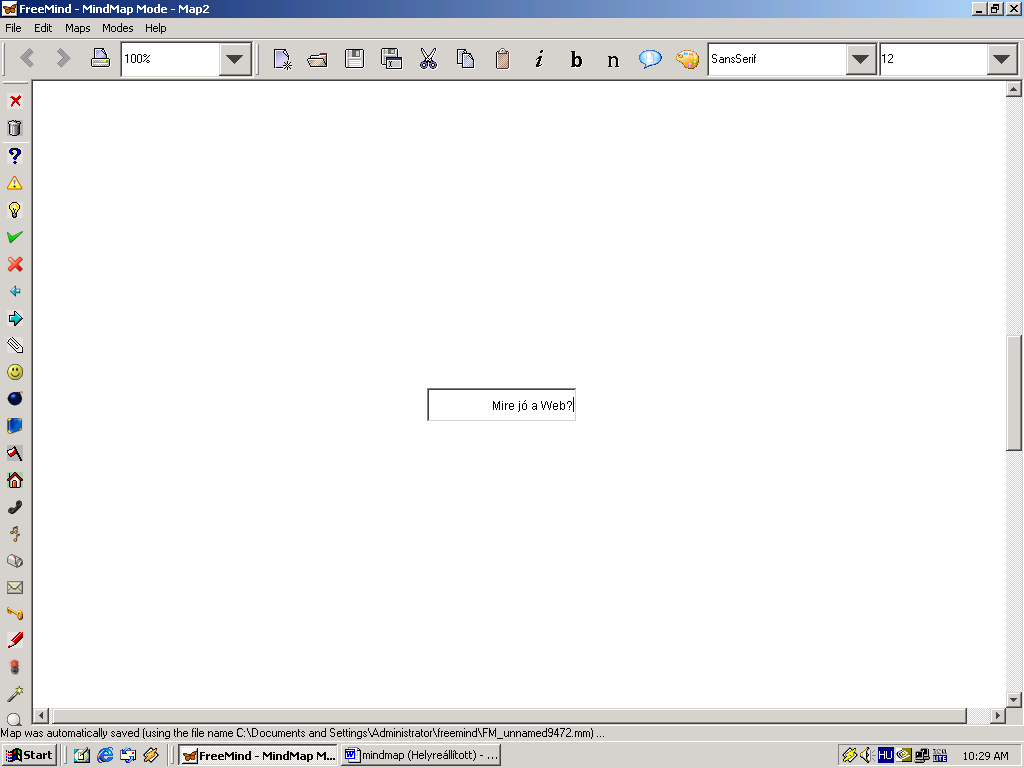 FreeMind - MindMap Mode - Map2
File Edit Maps Modes Help
100% i b n SansSerif 12
Mire jó a Web?
Map was automatically saved (using the file name C:\Documents and Settings\Administrator\freemind\FM_unnamed9472.mm) ...
Start FreeMind - MindMap M... mindmap (Helyreállított) - ... HU 10:29 AM